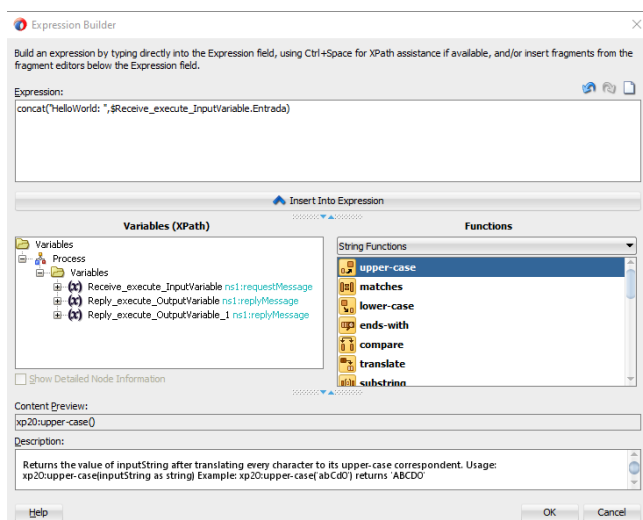 Expression Builder
Build an expression by typing directly into the Expression field, using Ctrl+Space for XPath assistance if available, and/or insert fragments from the
fragment editors below the Expression field.
Expression:
concat("HelloWorld: ",$Receive_execute_InputVariable.Entrada)
Insert Into Expression
Variables (XPath)
Variables
Process
Variables
(x) Receive_execute_InputVariable ns1:requestMessage
(x) Reply_execute_OutputVariable ns1:replyMessage
(x) Reply_execute_OutputVariable_1 ns1:replyMessage
Show Detailed Node Information
Functions
String Functions
upper-case
matches
lower-case
ends-with
compare
translate
substring
Content Preview:
xp20:upper-case()
Description:
Returns the value of inputString after translating every character to its upper-case correspondent. Usage:
xp20:upper-case(inputString as string) Example: xp20:upper-case('abCd0') returns 'ABCD0'
Help
OK
Cancel